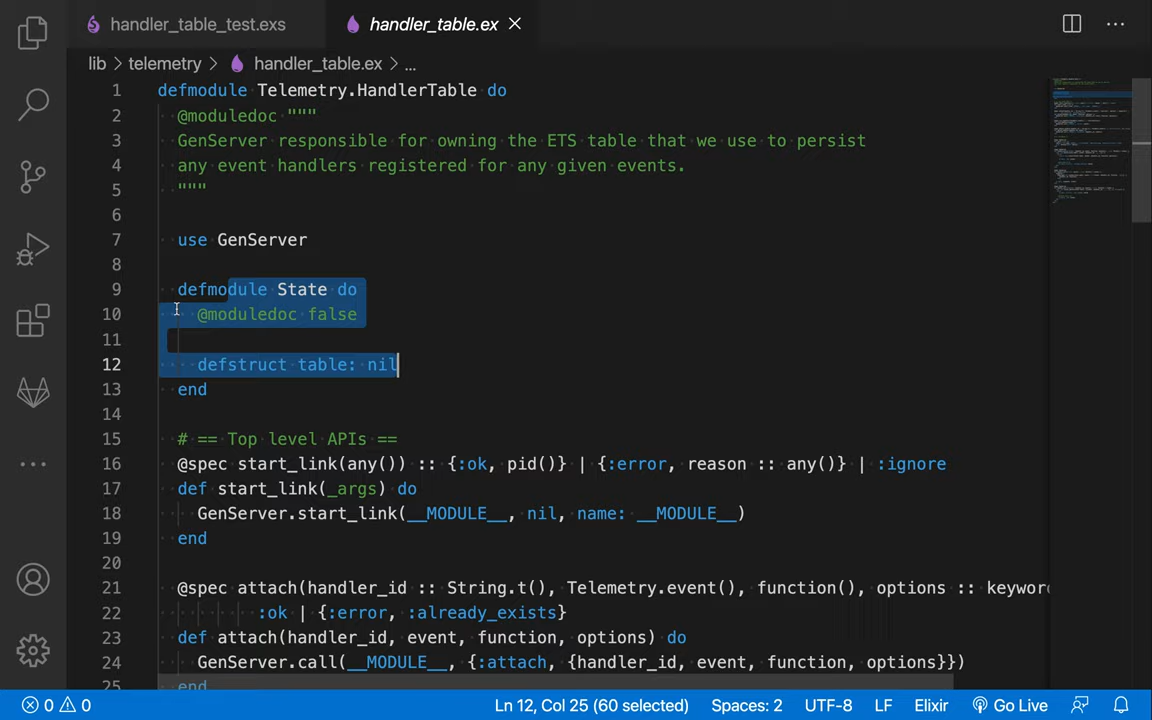 handler_table_test.exs
handler_table.ex
lib > telemetry > handler_table.ex > ...
1 defmodule Telemetry.HandlerTable do
2 @moduledoc """
3 GenServer responsible for owning the ETS table that we use to persist
4 any event handlers registered for any given events.
5 """
6
7 use GenServer
8
9 defmodule State do
10 @moduledoc false
11
12 defstruct table: nil
13 end
14
15 # == Top level APIs ==
16 @spec start_link(any()) :: {:ok, pid()} | {:error, reason :: any()} | :ignore
17 def start_link(_args) do
18 GenServer.start_link(__MODULE__, nil, name: __MODULE__)
19 end
20
21 @spec attach(handler_id :: String.t(), Telemetry.event(), function(), options :: keyword
22 :ok | {:error, :already_exists}
23 def attach(handler_id, event, function, options) do
24 GenServer.call(__MODULE__, {:attach, {handler_id, event, function, options}})
25 end
0 0 Ln 12, Col 25 (60 selected) Spaces: 2 UTF-8 LF Elixir Go Live